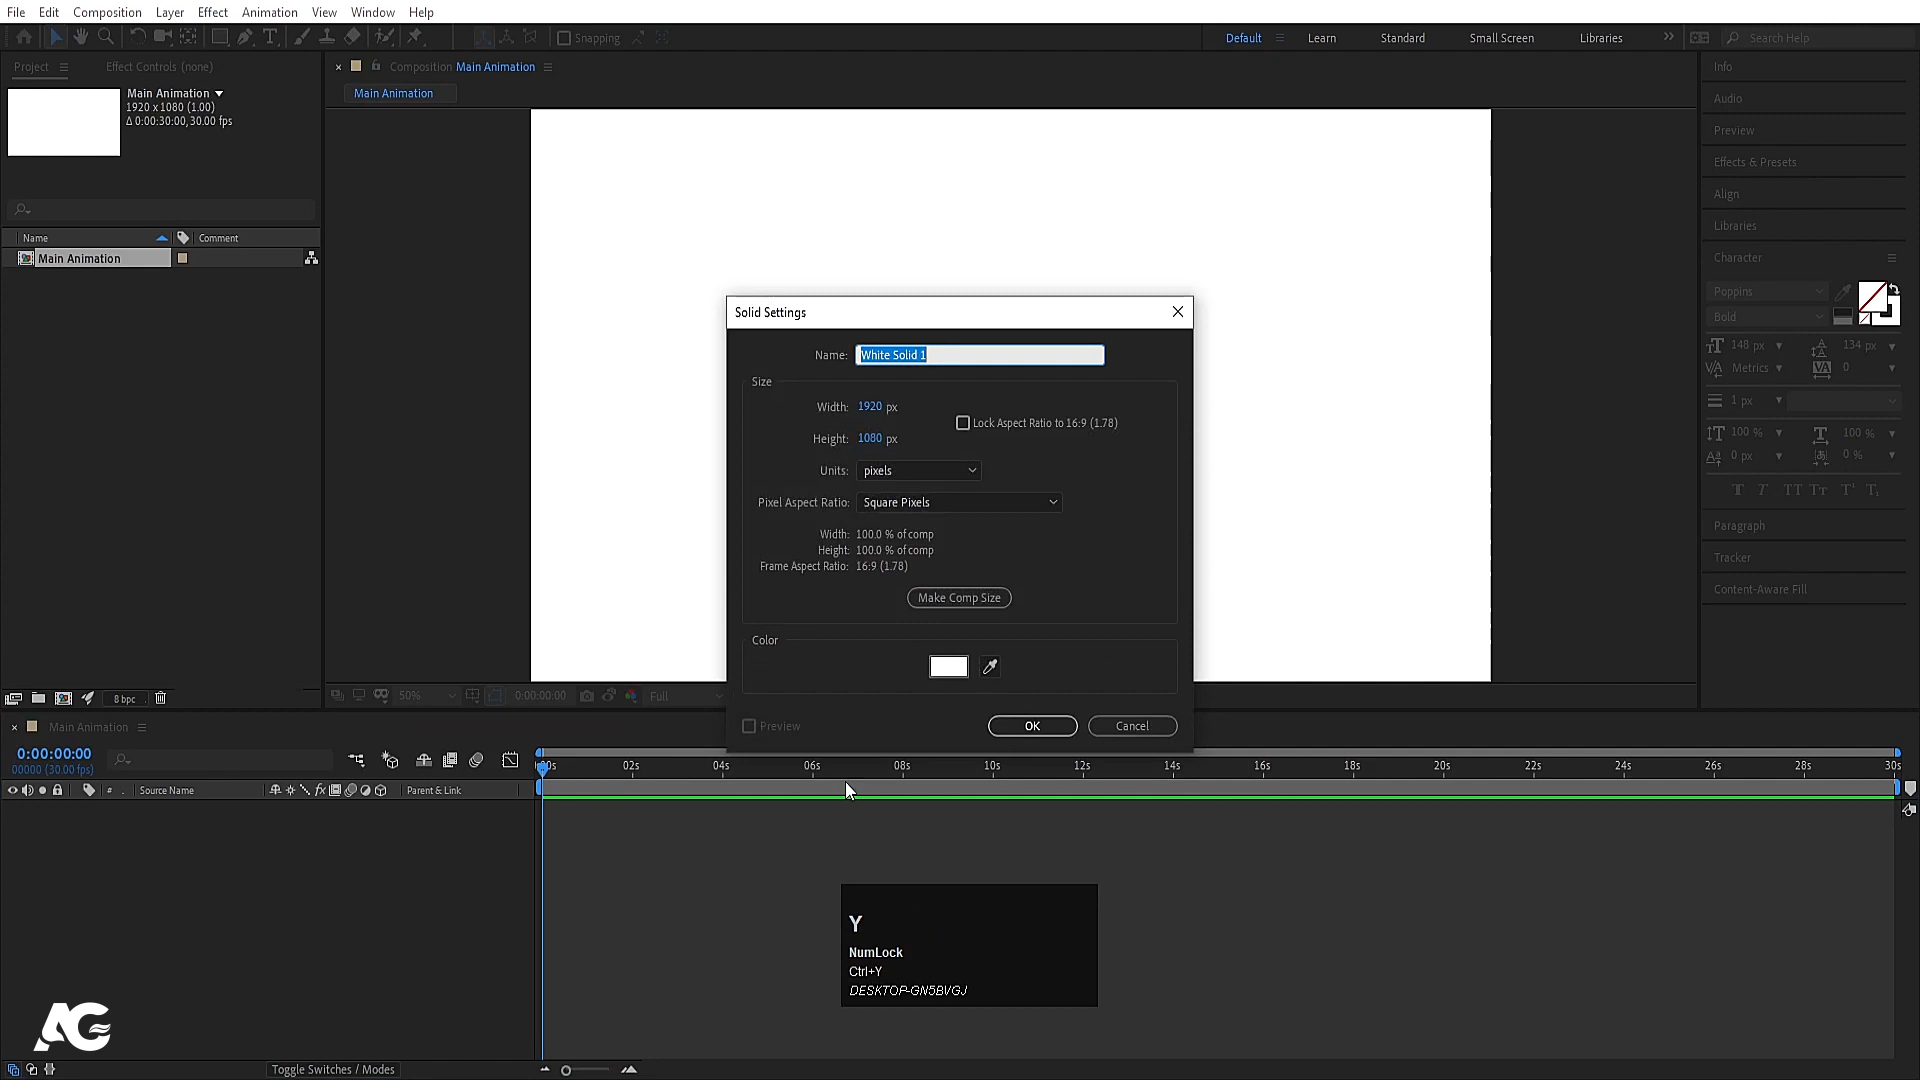 File Edit Composition Layer Effect Animation View Window Help
Snapping Default Learn Standard Small Screen Libraries Search Help
Project Effect Controls (none)
Main Animation
1920 x 1080 (1.00)
Δ 0:00:30:00, 30.00 fps
Name Comment
Main Animation
8 bpc
Composition Main Animation
Main Animation
50% 0:00:00:00 Full
Solid Settings
Name: White Solid 1
Size
Width: 1920 px
Lock Aspect Ratio to 16:9 (1.78)
Height: 1080 px
Units: pixels
Pixel Aspect Ratio: Square Pixels
Width: 100.0 % of comp
Height: 100.0 % of comp
Frame Aspect Ratio: 16:9 (1.78)
Make Comp Size
Color
Preview OK Cancel
Info
Audio
Preview
Effects & Presets
Align
Libraries
Character
Poppins
Bold
148 px 134 px
Metrics 0
1 px
100 % 100 %
0 px 0 %
Paragraph
Tracker
Content-Aware Fill
Main Animation
0:00:00:00
00000 (30.00 fps)
00s 02s 04s 06s 08s 10s 12s 14s 16s 18s 20s 22s 24s 26s 28s 30s
# . Source Name Parent & Link
Y
NumLock
Ctrl+Y
DESKTOP-GN5BVGJ
AG
Toggle Switches / Modes